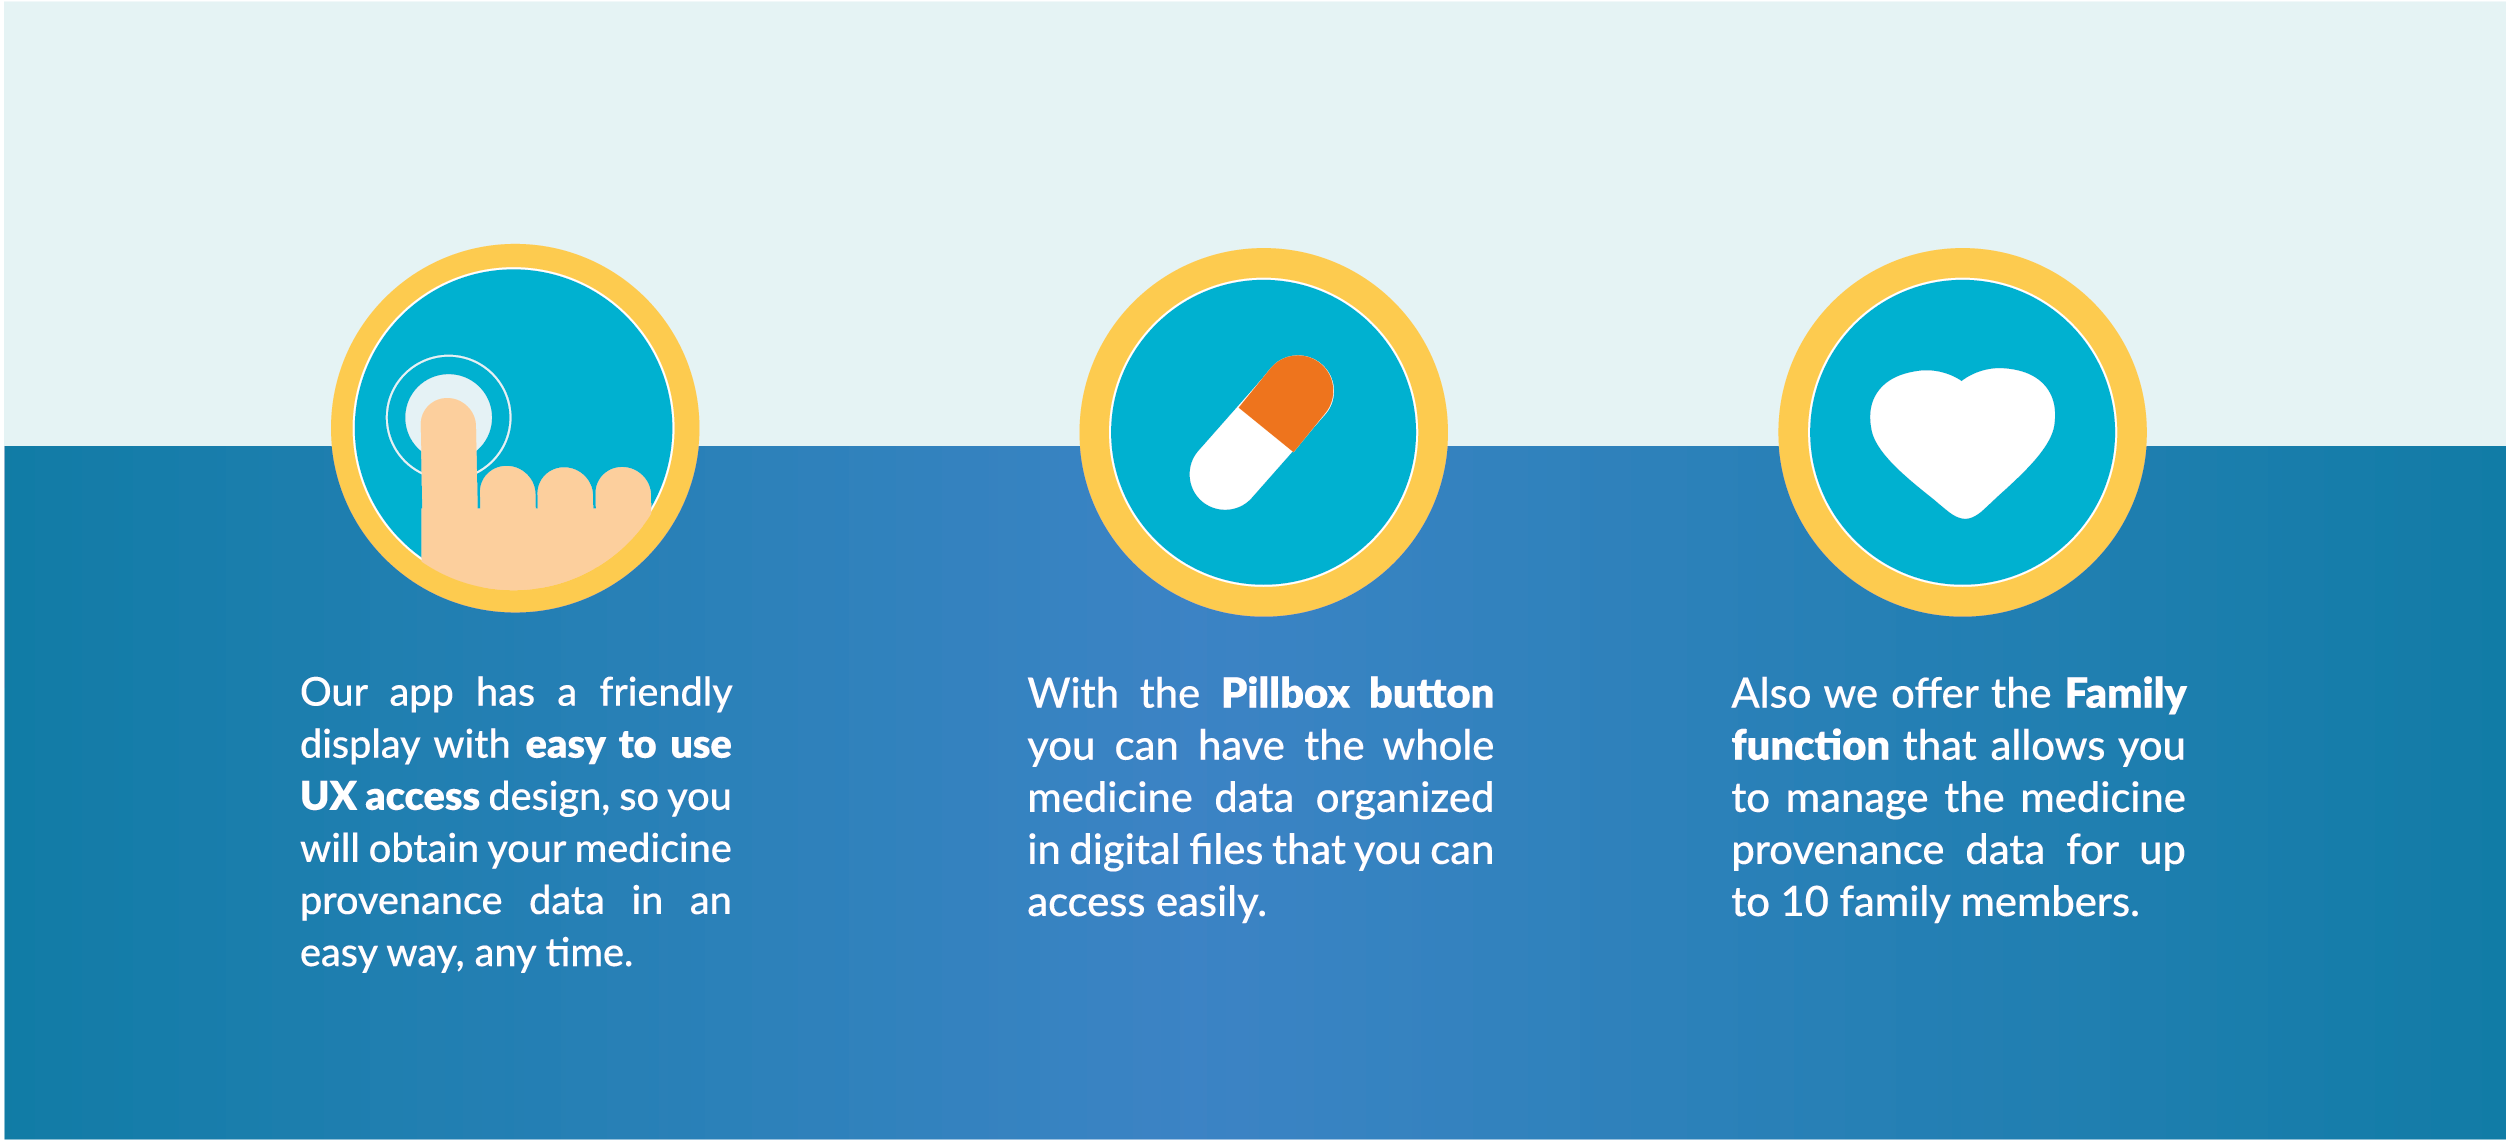 Our app has a friendly
display with easy to use
UX access design, so you
will obtain your medicine
provenance data in an
easy way, any time.
With the Pillbox button
you can have the whole
medicine data organized
in digital files that you can
access easily.
Also we offer the Family
function that allows you
to manage the medicine
provenance data for up
to 10 family members.